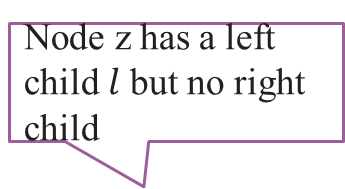 Node z has a left
child l but no right
child